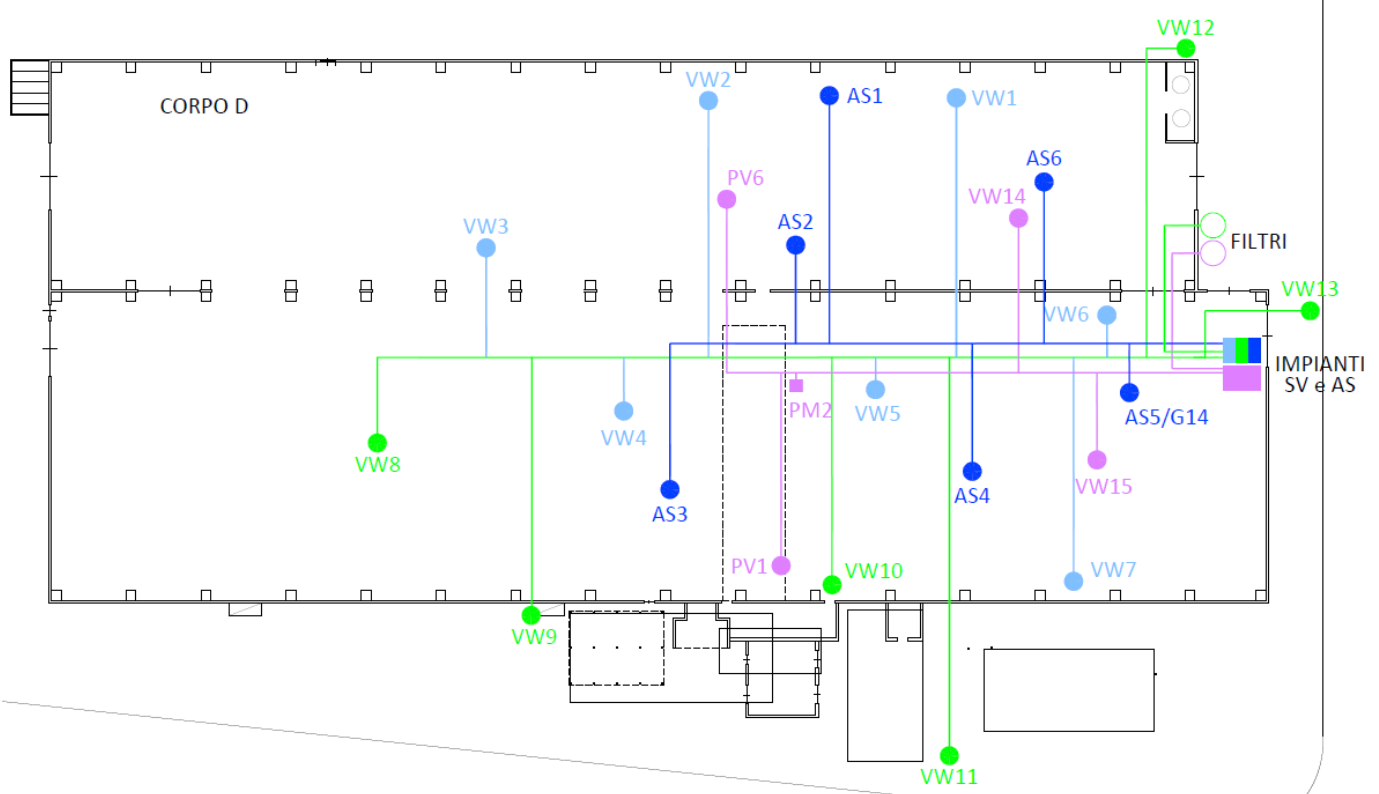 VW12
VW2
CORPO D
AS1
VW1
AS6
PV6
VW14
AS2
VW3
FILTRI
VW13
VW6
IMPIANTI
SV e AS
PM2
VW5
AS5/G14
VW4
VW8
VW15
AS4
AS3
PV1
VW10
VW7
VW9
VW11